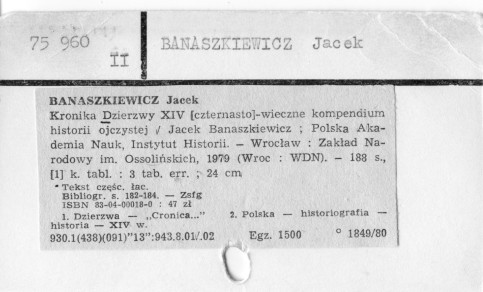 75 960
II
BANASZKIEWICZ Jacek
BANASZKIEWICZ Jacek
Kronika Dzierzwy XIV [czternasto]-wieczne kompendium
historii ojczystej / Jacek Banaszkiewicz ; Polska Aka-
demia Nauk, Instytut Historii. — Wrocław : Zakład Na-
rodowy im. Ossolińskich, 1979 (Wroc : WDN). — 188 s.,
[1] k. tabl. : 3 tab. err. ; 24 cm
* Tekst częśc. łac.
Bibliogr. s. 182-184. — Zsfg
ISBN 83-04-00018-0 : 47 zł
1. Dzierzwa — „Cronica..." 2. Polska — historiografia —
historia — XIV w.
930.1(438)(091)"13":943.8.01/.02 Egz. 1500 ° 1849/80